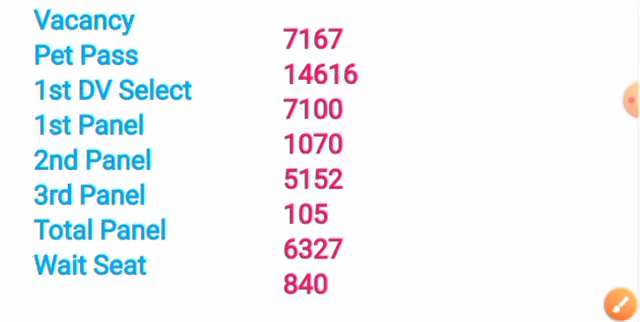 Vacancy 7167
Pet Pass 14616
1st DV Select 7100
1st Panel 1070
2nd Panel 5152
3rd Panel 105
Total Panel 6327
Wait Seat 840